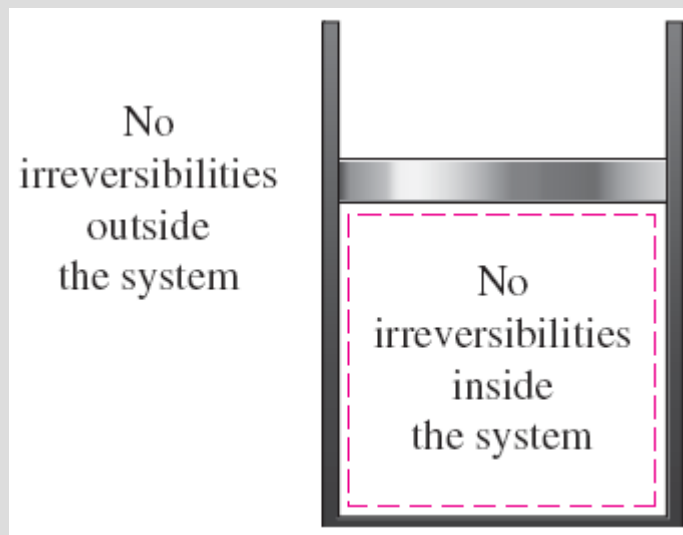 No
irreversibilities
outside
the system
No
irreversibilities
inside
the system